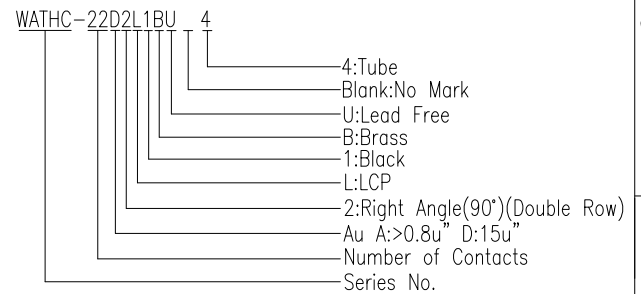 WATHC-22D2L1BU 4
4:Tube
Blank:No Mark
U:Lead Free
B:Brass
1:Black
L:LCP
2:Right Angle(90°)(Double Row)
Au A:>0.8u" D:15u"
Number of Contacts
Series No.